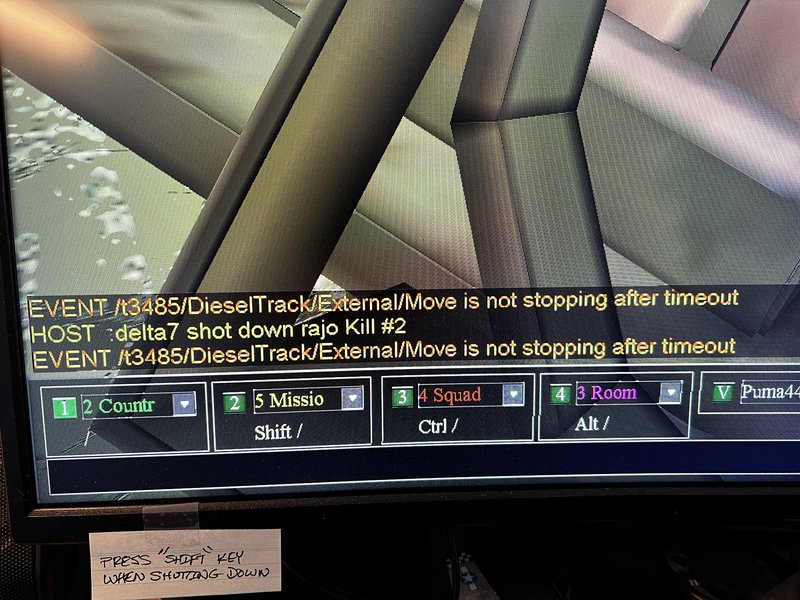 EVENT /t3485/DieselTrack/External/Move is not stopping after timeout
HOST :delta7 shot down rajo Kill #2
EVENT /t3485/DieselTrack/External/Move is not stopping after timeout
1 2 Countr 2 5 Missio 3 4 Squad 4 3 Room V Puma44
/ Shift / Ctrl / Alt /
PRESS "SHIFT" KEY
WHEN SHUTTING DOWN